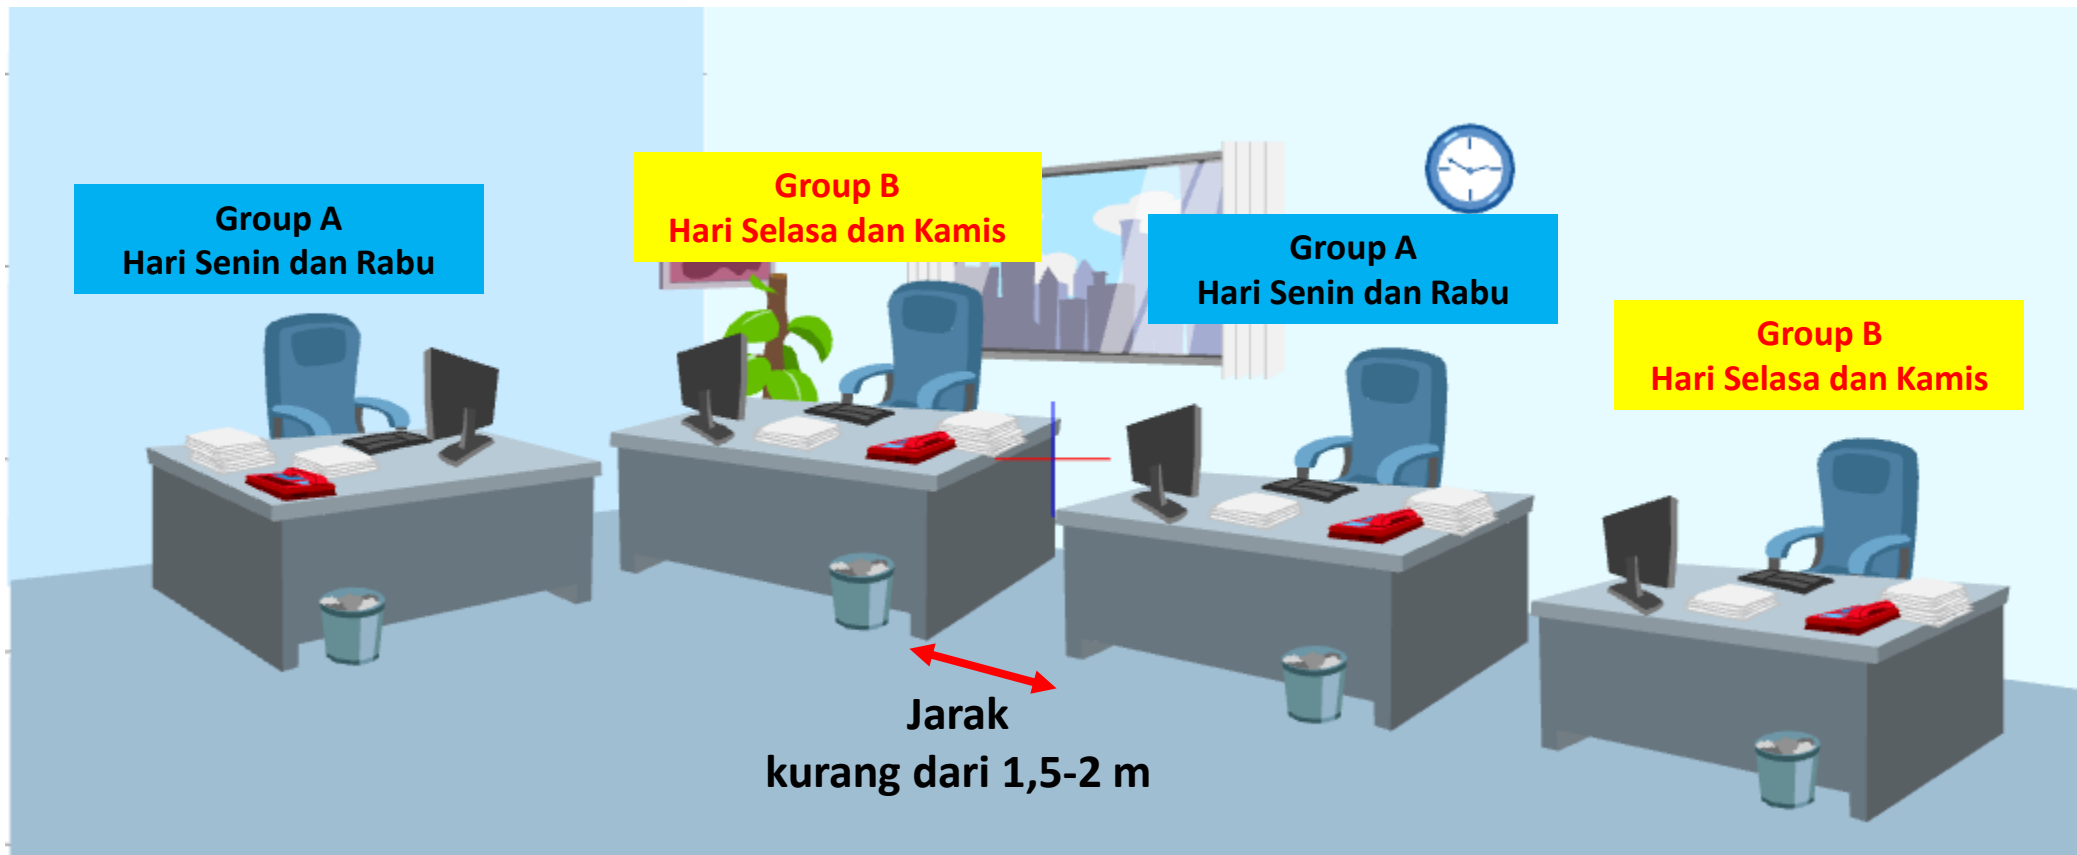 Group A
Hari Senin dan Rabu
Group B
Hari Selasa dan Kamis
Group A
Hari Senin dan Rabu
Group B
Hari Selasa dan Kamis
Jarak
kurang dari 1,5-2 m